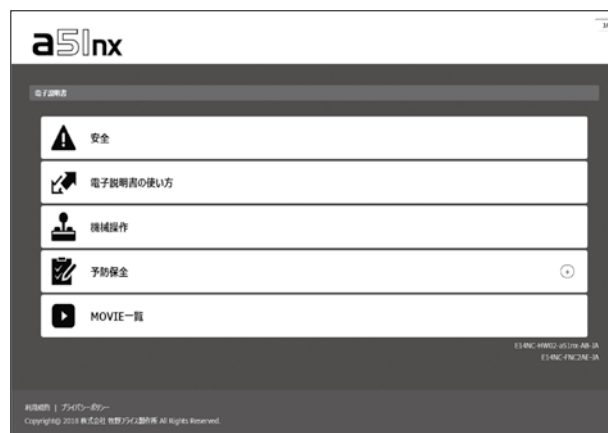 a51nx
電子説明書
安全
電子説明書の使い方
機械操作
予防保全
MOVIE一覧
E14NC-HW02-a51nx-AB-JA
E14NC-FNC2AE-JA
利用規約 | プライバシーポリシー
Copyright© 2018 株式会社 牧野フライス製作所 All Rights Reserved.